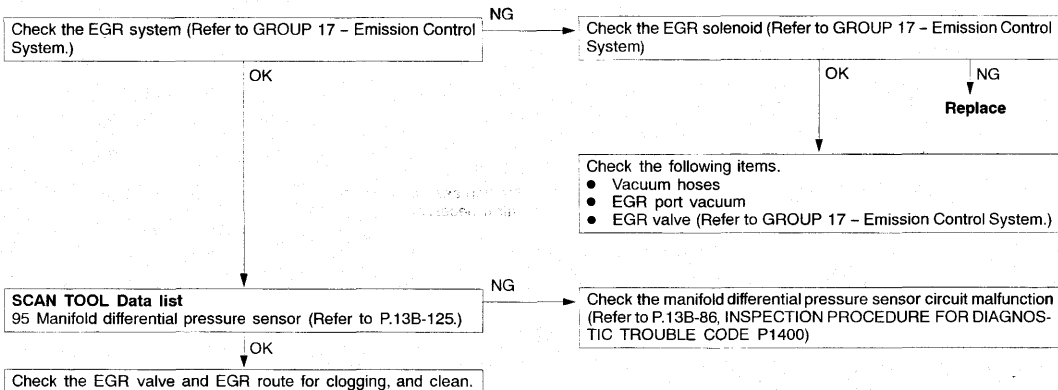 Check the EGR system (Refer to GROUP 17 – Emission Control
System.)
NG
Check the EGR solenoid (Refer to GROUP 17 – Emission Control
System)
OK
OK
NG
Replace
Check the following items.
● Vacuum hoses
● EGR port vacuum
● EGR valve (Refer to GROUP 17 – Emission Control System.)
SCAN TOOL Data list
95 Manifold differential pressure sensor (Refer to P.13B-125.)
NG
Check the manifold differential pressure sensor circuit malfunction
(Refer to P.13B-86, INSPECTION PROCEDURE FOR DIAGNOS-
TIC TROUBLE CODE P1400)
OK
Check the EGR valve and EGR route for clogging, and clean.